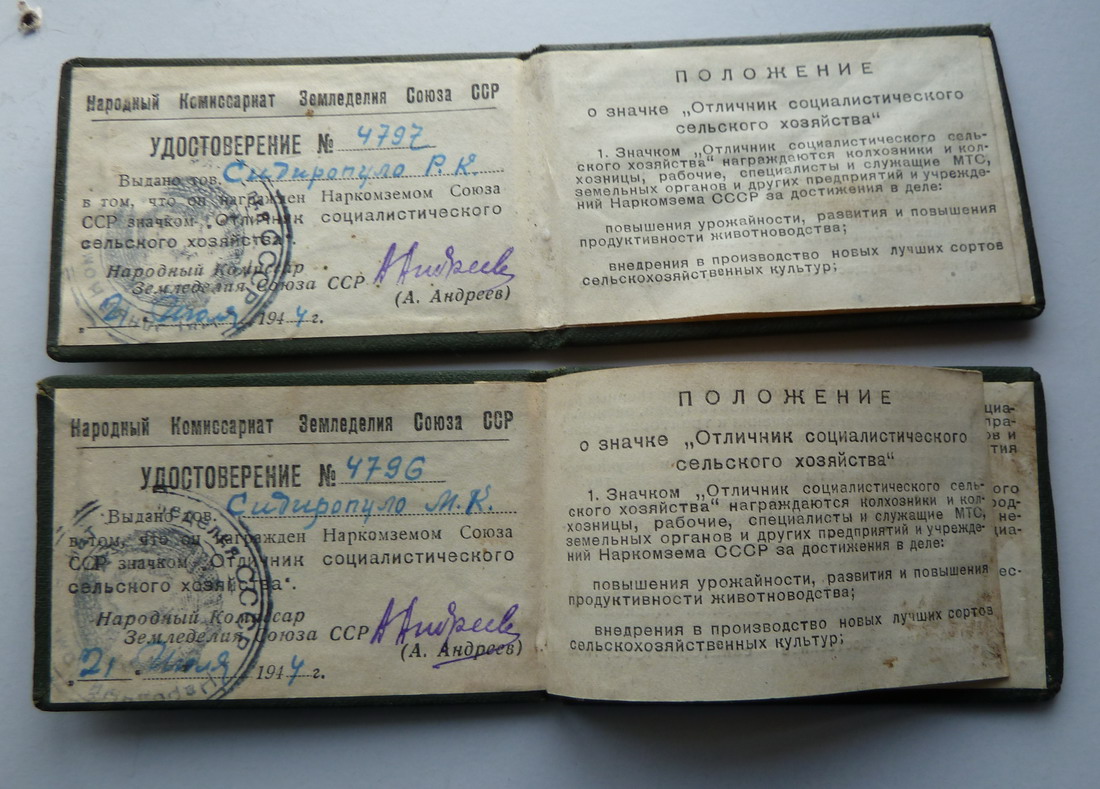 Народный Комиссариат Земледелия Союза ССР
УДОСТОВЕРЕНИЕ № 4797
Выдано тов. Сидиропуло Р. К.
в том, что он награжден Наркомземом Союза
ССР значком „Отличник социалистического
сельского хозяйства“.
Народный Комиссар
Земледелия Союза ССР ААндреев
(А. Андреев)
„21“ Июля 1944 г.
ПОЛОЖЕНИЕ
о значке „Отличник социалистического
сельского хозяйства“
1. Значком „Отличник социалистического сель-
ского хозяйства“ награждаются колхозники и кол-
хозницы, рабочие, специалисты и служащие МТС,
земельных органов и других предприятий и учрежде-
ний Наркомзема СССР за достижения в деле:
повышения урожайности, развития и повышения
продуктивности животноводства;
внедрения в производство новых лучших сортов
сельскохозяйственных культур;
Народный Комиссариат Земледелия Союза ССР
УДОСТОВЕРЕНИЕ № 4796
Выдано тов. Сидиропуло М. К.
в том, что он награжден Наркомземом Союза
ССР значком „Отличник социалистического
сельского хозяйства“.
Народный Комиссар
Земледелия Союза ССР ААндреев
(А. Андреев)
„21“ Июля 1944 г.
ПОЛОЖЕНИЕ
о значке „Отличник социалистического
сельского хозяйства“
1. Значком „Отличник социалистического сель-
ского хозяйства“ награждаются колхозники и кол-
хозницы, рабочие, специалисты и служащие МТС,
земельных органов и других предприятий и учрежде-
ний Наркомзема СССР за достижения в деле:
повышения урожайности, развития и повышения
продуктивности животноводства;
внедрения в производство новых лучших сортов
сельскохозяйственных культур;